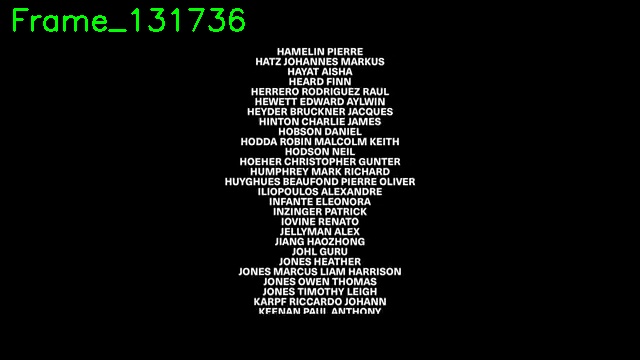 Frame_131736
HAMELIN PIERRE
HATZ JOHANNES MARKUS
HAYAT AISHA
HEARD FINN
HERRERO RODRIGUEZ RAUL
HEWETT EDWARD AYLWIN
HEYDER BRUCKNER JACQUES
HINTON CHARLIE JAMES
HOBSON DANIEL
HODDA ROBIN MALCOLM KEITH
HODSON NEIL
HOEHER CHRISTOPHER GUNTER
HUMPHREY MARK RICHARD
HUYGHUES BEAUFOND PIERRE OLIVER
ILIOPOULOS ALEXANDRE
INFANTE ELEONORA
INZINGER PATRICK
IOVINE RENATO
JELLYMAN ALEX
JIANG HAOZHONG
JOHL GURU
JONES HEATHER
JONES MARCUS LIAM HARRISON
JONES OWEN THOMAS
JONES TIMOTHY LEIGH
KARPF RICCARDO JOHANN
KEENAN PAUL ANTHONY